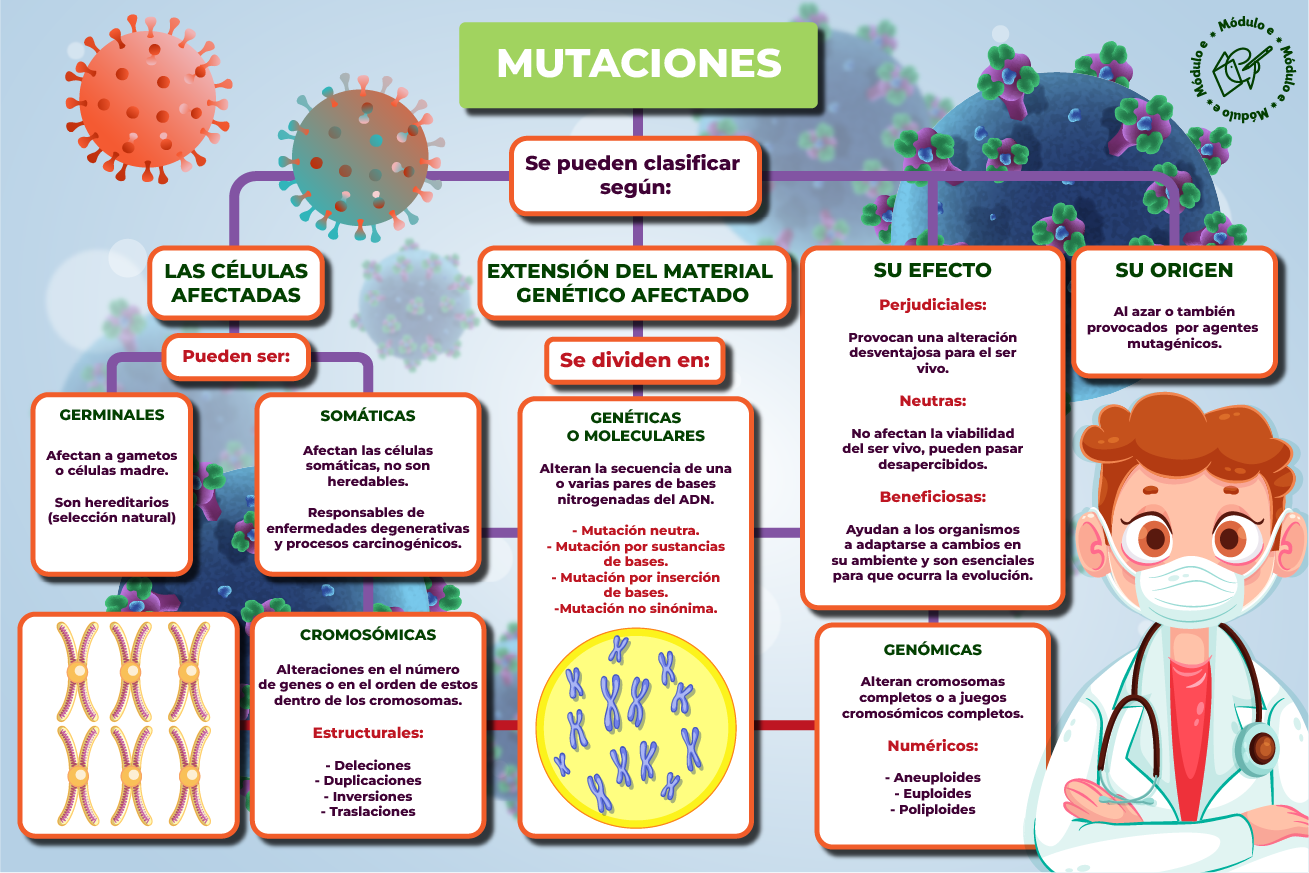 MUTACIONES
Módulo e * Módulo e * Módulo e * Módulo e *
Se pueden clasificar
según:
LAS CÉLULAS
AFECTADAS
Pueden ser:
GERMINALES
Afectan a gametos
o células madre.
Son hereditarios
(selección natural)
SOMÁTICAS
Afectan las células
somáticas, no son
heredables.
Responsables de
enfermedades degenerativas
y procesos carcinogénicos.
EXTENSIÓN DEL MATERIAL
GENÉTICO AFECTADO
Se dividen en:
GENÉTICAS
O MOLECULARES
Alteran la secuencia de una
o varias pares de bases
nitrogenadas del ADN.
- Mutación neutra.
- Mutación por sustancias
de bases.
- Mutación por inserción
de bases.
-Mutación no sinónima.
CROMOSÓMICAS
Alteraciones en el número
de genes o en el orden de estos
dentro de los cromosomas.
Estructurales:
- Deleciones
- Duplicaciones
- Inversiones
- Traslaciones
SU EFECTO
Perjudiciales:
Provocan una alteración
desventajosa para el ser
vivo.
Neutras:
No afectan la viabilidad
del ser vivo, pueden pasar
desapercibidos.
Beneficiosas:
Ayudan a los organismos
a adaptarse a cambios en
su ambiente y son esenciales
para que ocurra la evolución.
GENÓMICAS
Alteran cromosomas
completos o a juegos
cromosómicos completos.
Numéricos:
- Aneuploides
- Euploides
- Poliploides
SU ORIGEN
Al azar o también
provocados  por agentes
mutagénicos.